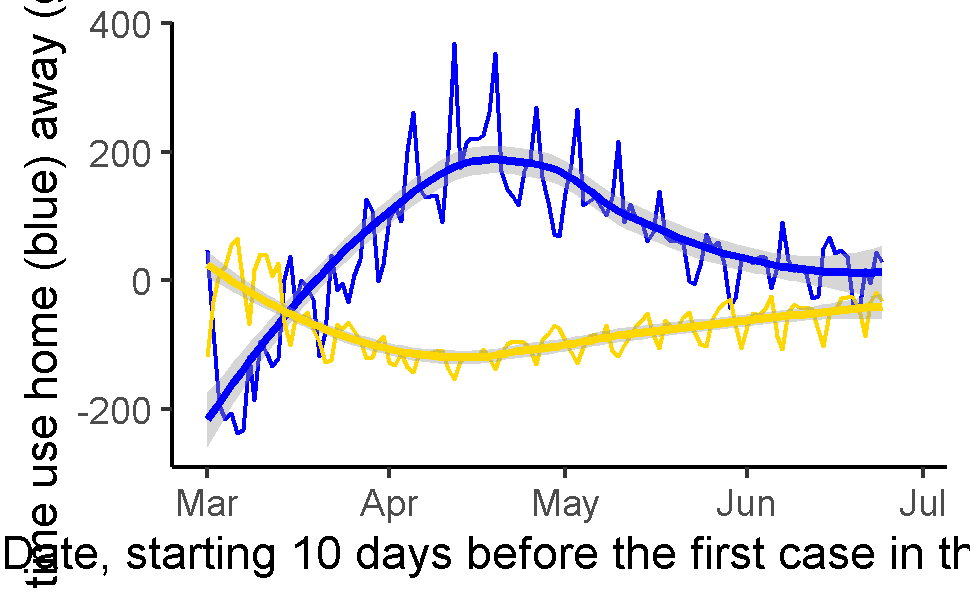 time use home (blue) away (
400
200
0
-200
Mar Apr May Jun Jul
Date, starting 10 days before the first case in th